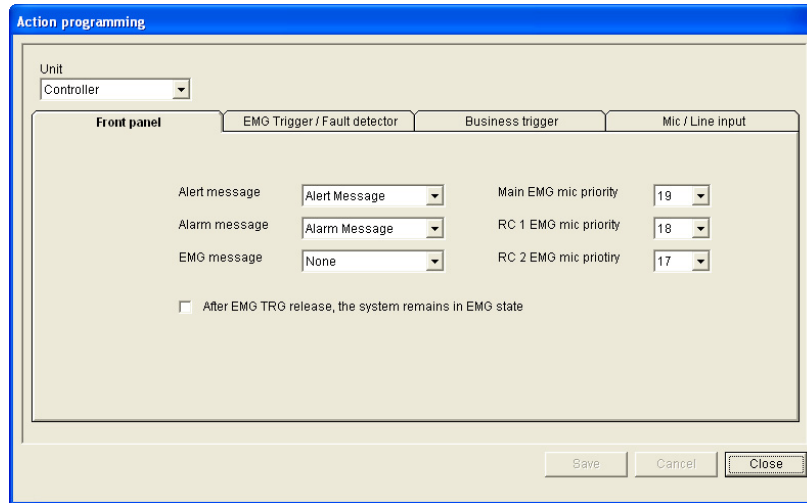 Action programming
Unit
Controller
Front panel
EMG Trigger / Fault detector
Business trigger
Mic / Line input
Alert message
Alert Message
Main EMG mic priority
19
Alarm message
Alarm Message
RC 1 EMG mic priority
18
EMG message
None
RC 2 EMG mic priotiry
17
After EMG TRG release, the system remains in EMG state
Save
Cancel
Close